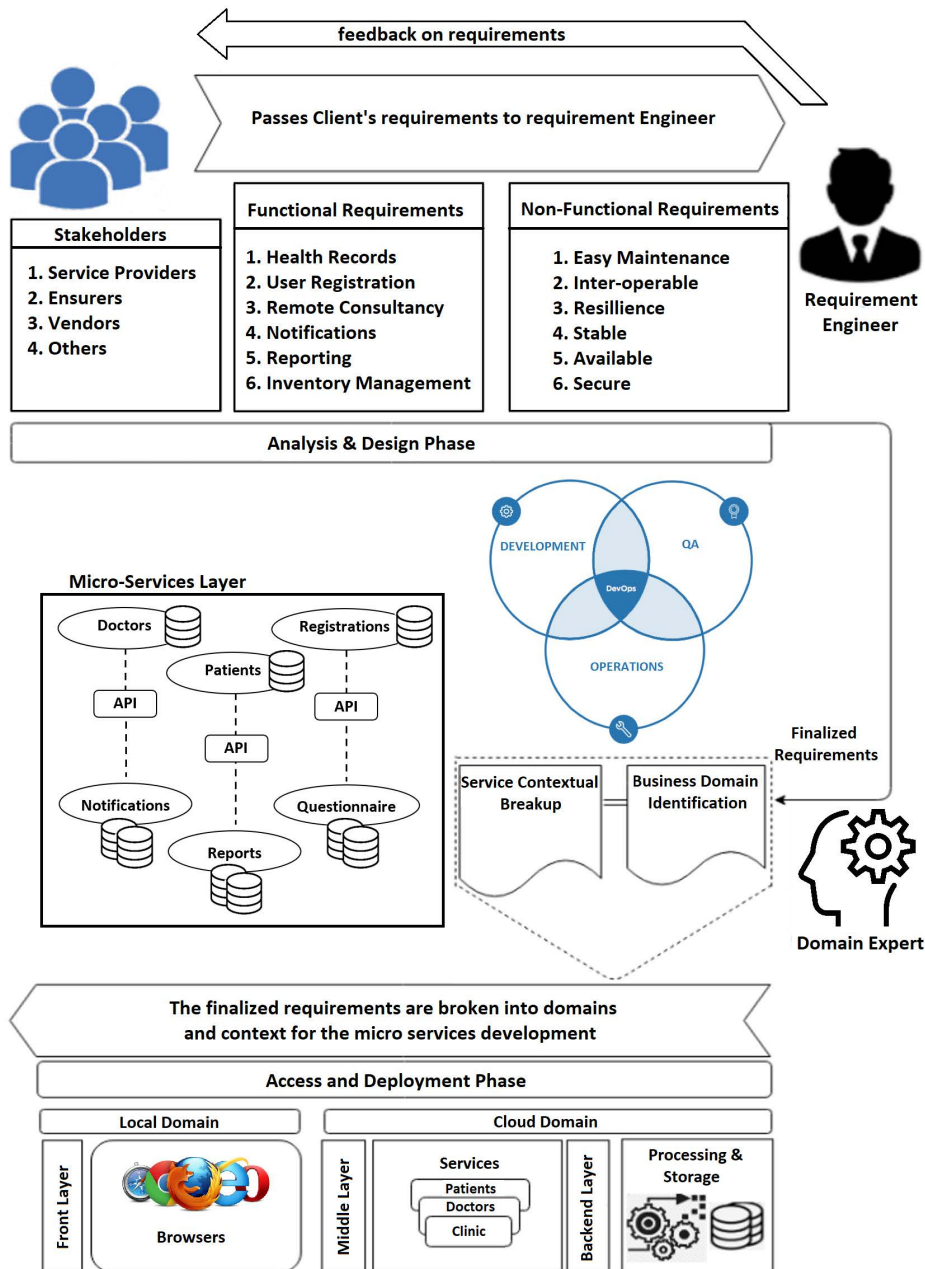 feedback on requirements
Passes Client's requirements to requirement Engineer
Stakeholders
1. Service Providers
2. Ensurers
3. Vendors
4. Others
Functional Requirements
1. Health Records
2. User Registration
3. Remote Consultancy
4. Notifications
5. Reporting
6. Inventory Management
Non-Functional Requirements
1. Easy Maintenance
2. Inter-operable
3. Resillience
4. Stable
5. Available
6. Secure
Requirement
Engineer
Analysis & Design Phase
DEVELOPMENT
QA
DevOps
OPERATIONS
Micro-Services Layer
Doctors
Registrations
Patients
API
API
API
Notifications
Questionnaire
Reports
Finalized
Requirements
Service Contextual
Breakup
Business Domain
Identification
Domain Expert
The finalized requirements are broken into domains
and context for the micro services development
Access and Deployment Phase
Local Domain
Cloud Domain
Front Layer
Browsers
Middle Layer
Services
Patients
Doctors
Clinic
Backend Layer
Processing &
Storage